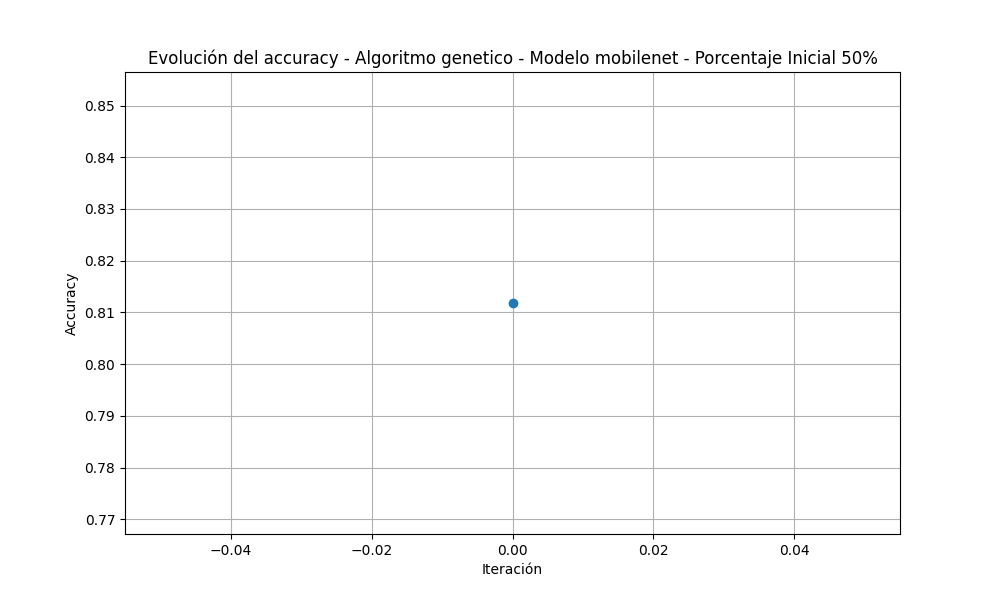 Evolución del accuracy - Algoritmo genetico - Modelo mobilenet - Porcentaje Inicial 50%
0.85
0.84
0.83
0.82
0.81
0.80
0.79
0.78
0.77
Accuracy
−0.04 −0.02 0.00 0.02 0.04
Iteración